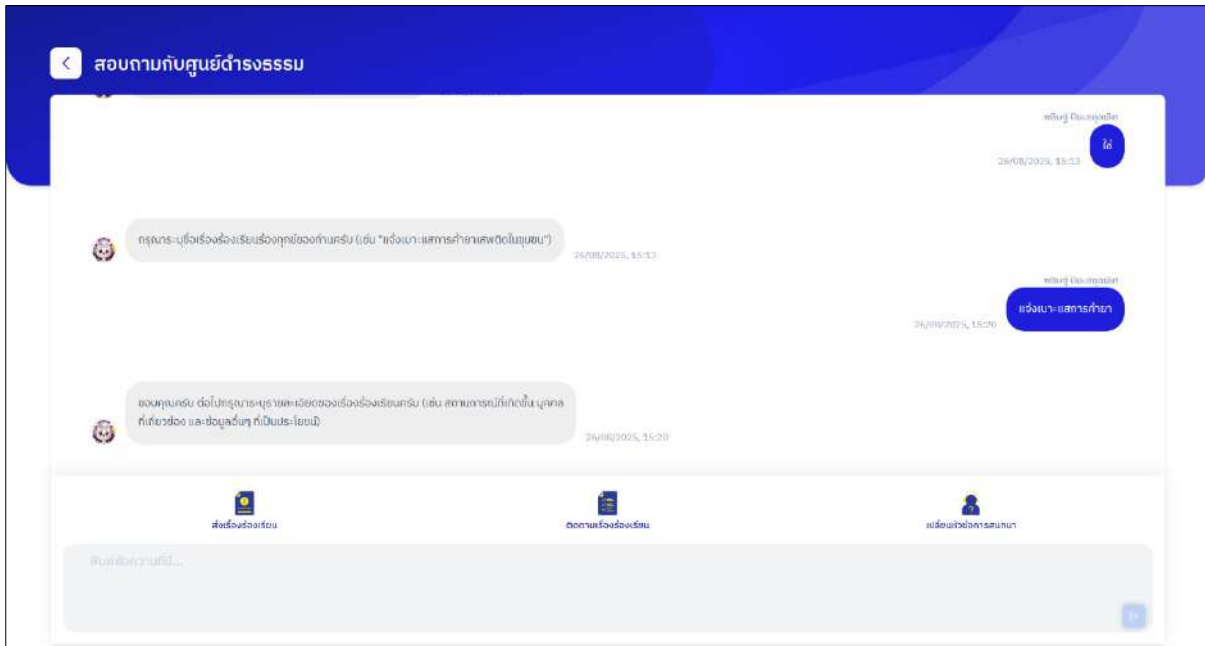 สอบถามกับศูนย์ดำรงธรรม
ใช่
26/08/2025, 15:13
กรุณาระบุชื่อเรื่องร้องเรียนร้องทุกข์ของท่านครับ (เช่น "แจ้งเบาะแสการค้ายาเสพติดในชุมชน")
26/08/2025, 15:13
แจ้งเบาะแสการค้ายา
26/08/2025, 15:20
ขอบคุณครับ ต่อไปกรุณาระบุรายละเอียดของเรื่องร้องเรียนครับ (เช่น สถานการณ์ที่เกิดขึ้น บุคคล
ที่เกี่ยวข้อง และข้อมูลอื่นๆ ที่เป็นประโยชน์)
26/08/2025, 15:20
ส่งเรื่องร้องเรียน
ติดตามเรื่องร้องเรียน
เปลี่ยนหัวข้อการสนทนา
พิมพ์ข้อความที่นี่...